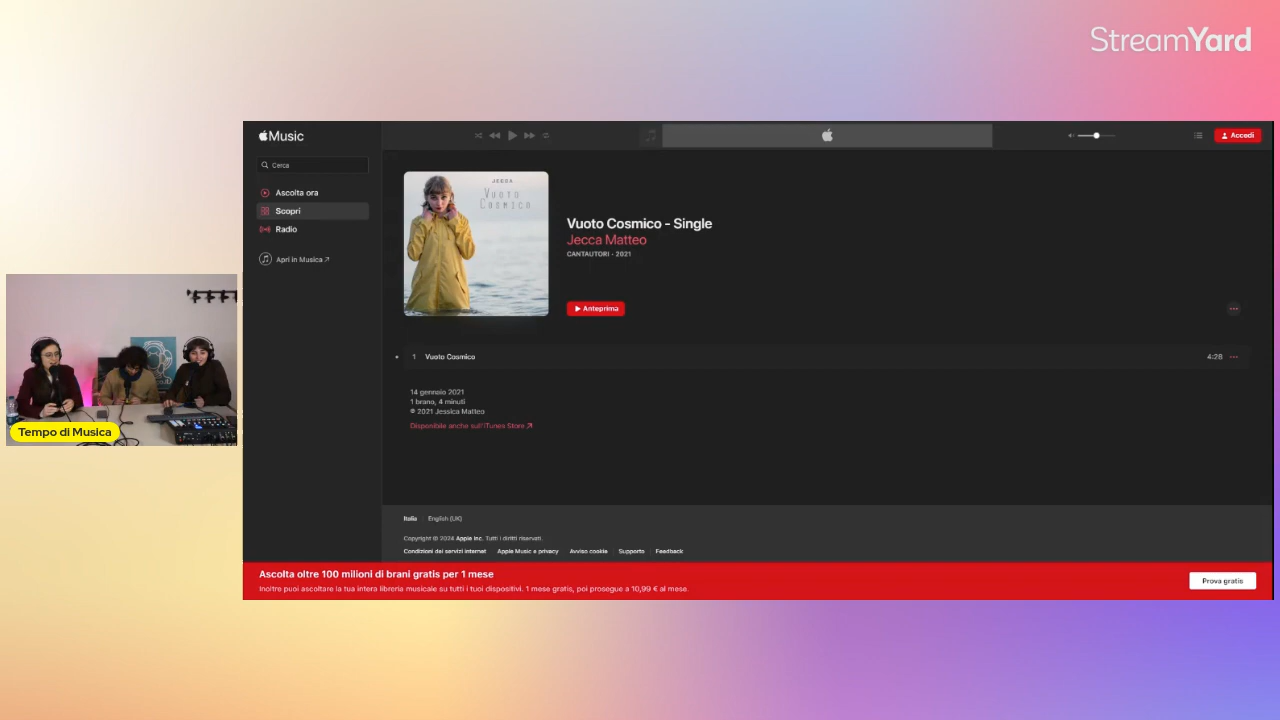 StreamYard
Music
Accedi
Cerca
Ascolta ora
Scopri
Radio
Apri in Musica ↗
JECCA
Vuoto
Cosmico
Vuoto Cosmico - Single
Jecca Matteo
CANTAUTORI · 2021
Anteprima
1 Vuoto Cosmico 4:28
14 gennaio 2021
1 brano, 4 minuti
℗ 2021 Jessica Matteo
Disponibile anche sull'iTunes Store ↗
Tempo di Musica
Italia English (UK)
Copyright © 2024 Apple Inc. Tutti i diritti riservati.
Condizioni dei servizi internet Apple Music e privacy Avviso cookie Supporto Feedback
Ascolta oltre 100 milioni di brani gratis per 1 mese
Inoltre puoi ascoltare la tua intera libreria musicale su tutti i tuoi dispositivi. 1 mese gratis, poi prosegue a 10,99 € al mese.
Prova gratis